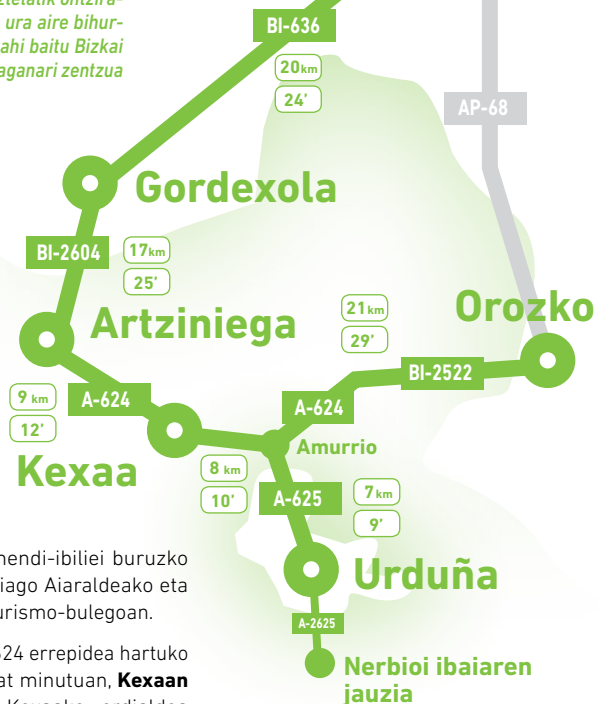 ura aire bihur-
ahi baitu Bizkai
aganari zentzua
BI-636
20km
24’
AP-68
Gordexola
BI-2604
17km
25’
Artziniega
21km
29’
Orozko
BI-2522
9 km
12’
A-624
A-624
Kexaa
Amurrio
8 km
10’
A-625
7km
9’
Urduña
A-2625
Nerbioi ibaiaren
jauzia
mendi-ibiliei buruzko
iago Aiaraldeako eta
urismo-bulegoan.
24 errepidea hartuko
at minutuan, Kexaan